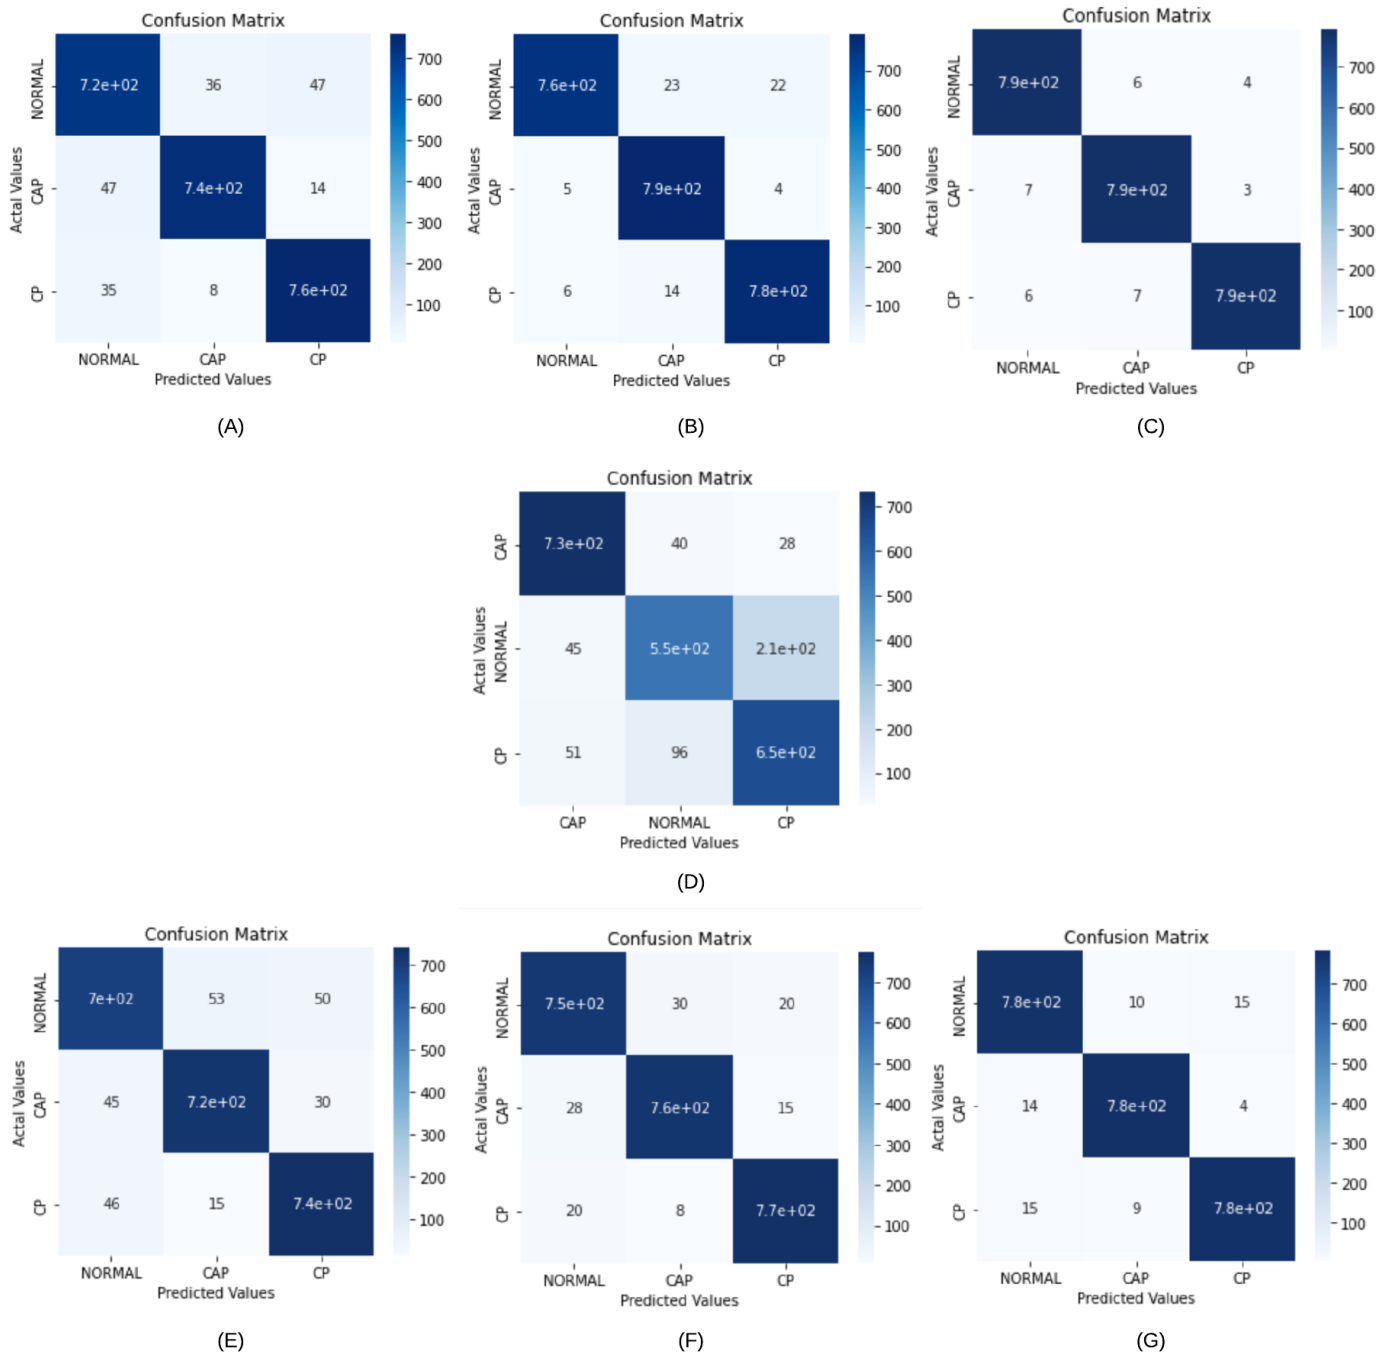 Confusion Matrix
NORMAL 7.2e+02 36 47
CAP 47 7.4e+02 14
CP 35 8 7.6e+02
NORMAL CAP CP
Predicted Values
Actal Values
700
600
500
400
300
200
100
(A)
Confusion Matrix
NORMAL 7.6e+02 23 22
CAP 5 7.9e+02 4
CP 6 14 7.8e+02
NORMAL CAP CP
Predicted Values
Actal Values
700
600
500
400
300
200
100
(B)
Confusion Matrix
NORMAL 7.9e+02 6 4
CAP 7 7.9e+02 3
CP 6 7 7.9e+02
NORMAL CAP CP
Predicted Values
Actal Values
700
600
500
400
300
200
100
(C)
Confusion Matrix
CAP 7.3e+02 40 28
NORMAL 45 5.5e+02 2.1e+02
CP 51 96 6.5e+02
CAP NORMAL CP
Predicted Values
Actal Values
700
600
500
400
300
200
100
(D)
Confusion Matrix
NORMAL 7e+02 53 50
CAP 45 7.2e+02 30
CP 46 15 7.4e+02
NORMAL CAP CP
Predicted Values
Actal Values
700
600
500
400
300
200
100
(E)
Confusion Matrix
NORMAL 7.5e+02 30 20
CAP 28 7.6e+02 15
CP 20 8 7.7e+02
NORMAL CAP CP
Predicted Values
Actal Values
700
600
500
400
300
200
100
(F)
Confusion Matrix
NORMAL 7.8e+02 10 15
CAP 14 7.8e+02 4
CP 15 9 7.8e+02
NORMAL CAP CP
Predicted Values
Actal Values
700
600
500
400
300
200
100
(G)